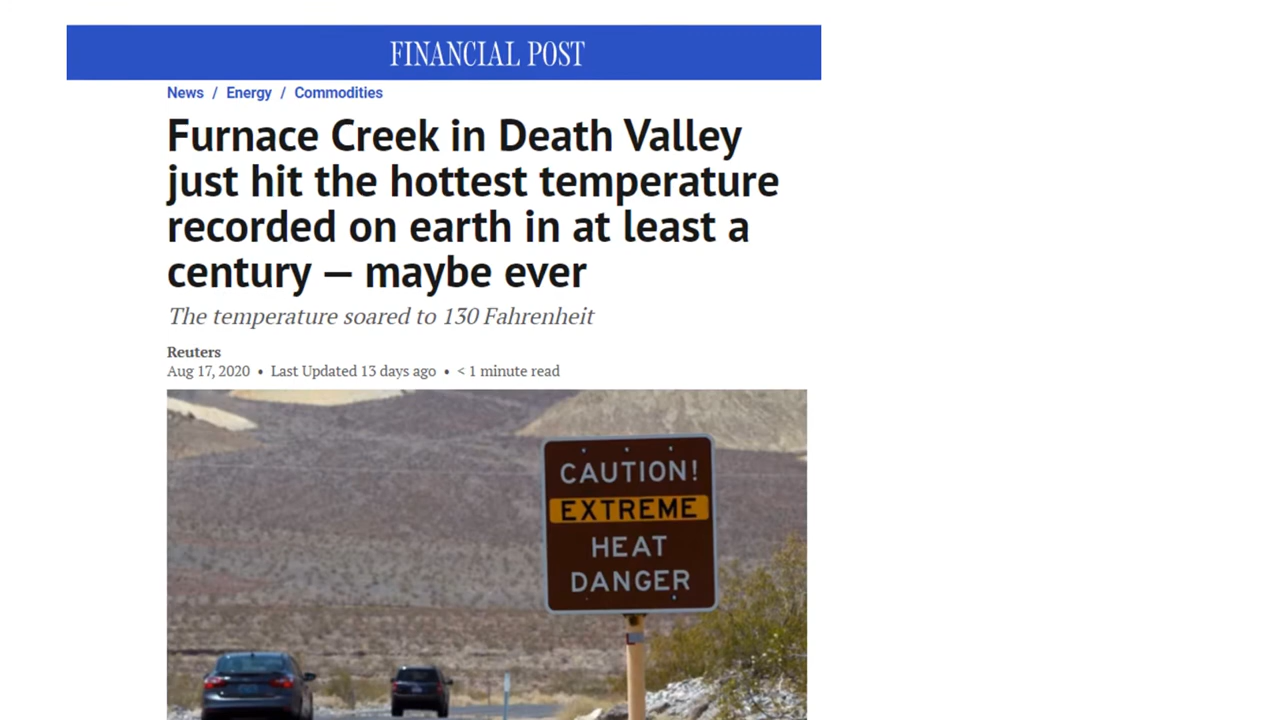 FINANCIAL POST
News / Energy / Commodities
Furnace Creek in Death Valley
just hit the hottest temperature
recorded on earth in at least a
century — maybe ever
The temperature soared to 130 Fahrenheit
Reuters
Aug 17, 2020 • Last Updated 13 days ago • < 1 minute read
CAUTION!
EXTREME
HEAT
DANGER